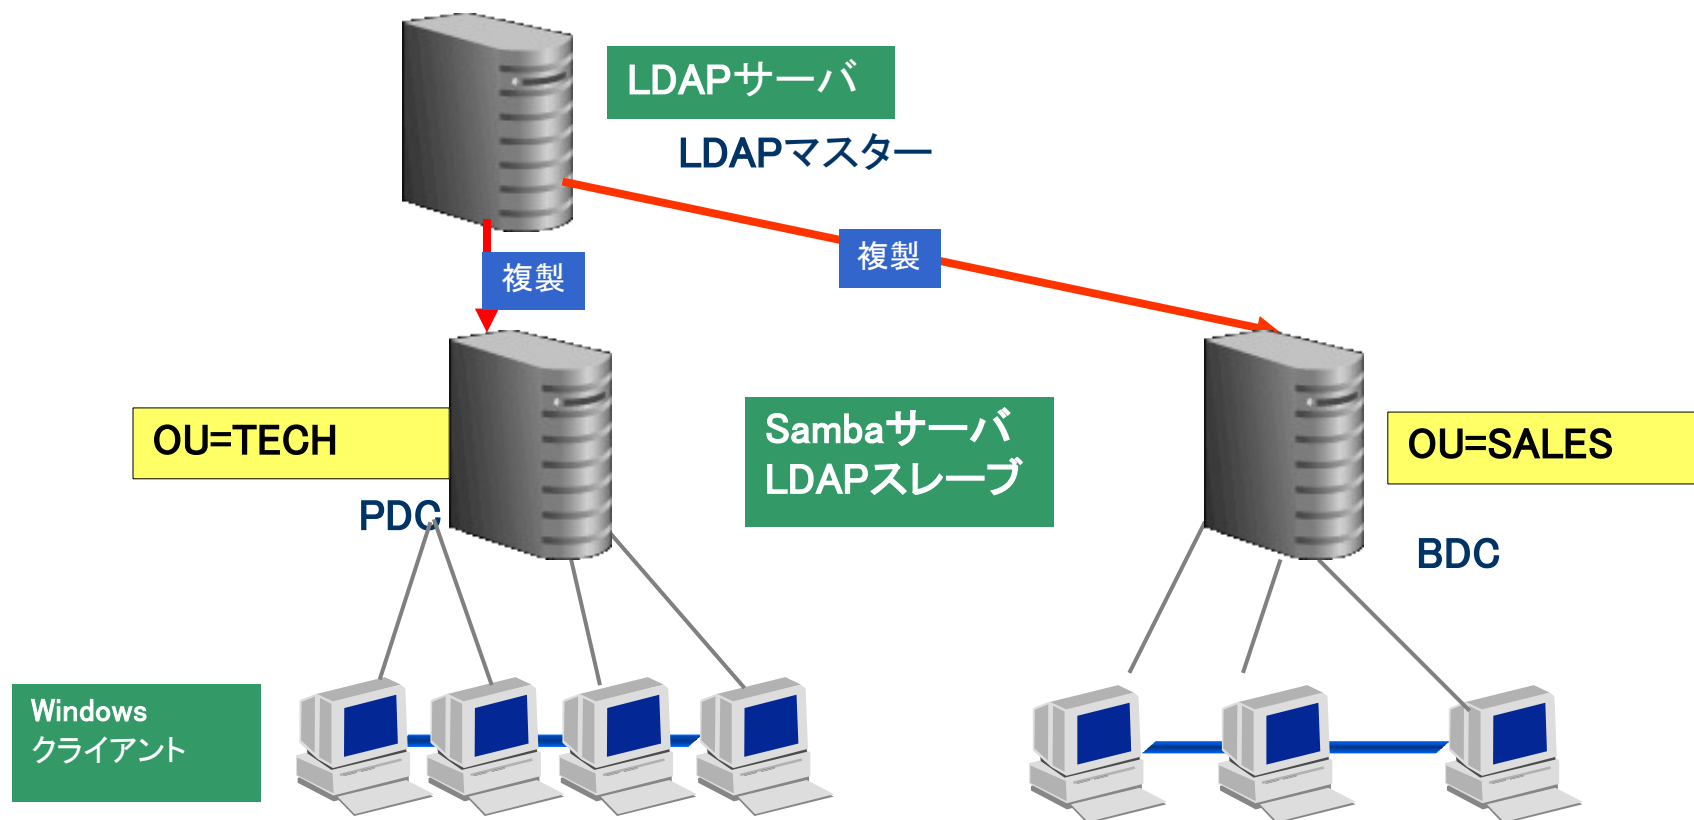 LDAPサーバ
LDAPマスター
複製
複製
OU=TECH
PDC
Sambaサーバ
LDAPスレーブ
OU=SALES
BDC
Windows
クライアント